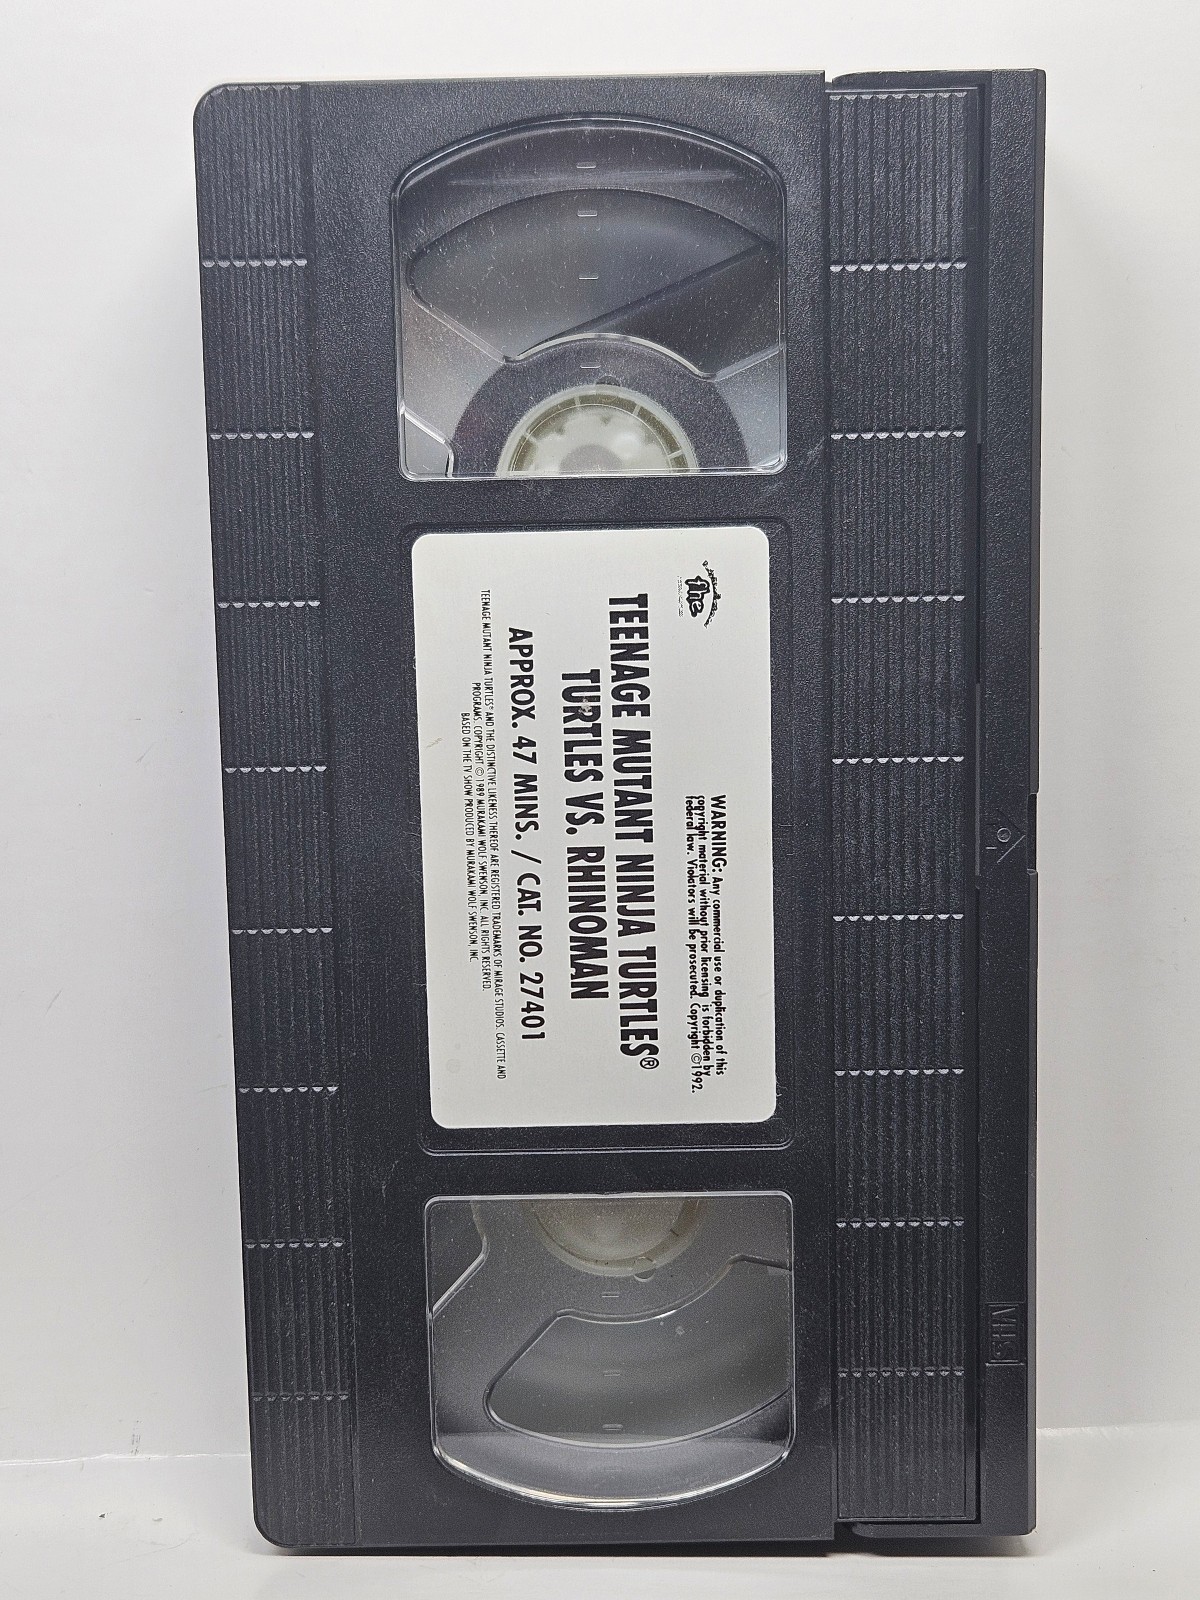 the
WARNING: Any commercial use or duplication of this
copyright material without prior licensing is forbidden by
federal law. Violators will be prosecuted. Copyright ©1992.
TEENAGE MUTANT NINJA TURTLES®
TURTLES VS. RHINOMAN
APPROX. 47 MINS. / CAT. NO. 27401
TEENAGE MUTANT NINJA TURTLES® AND THE DISTINCTIVE LIKENESS THEREOF ARE REGISTERED TRADEMARKS OF MIRAGE STUDIOS. CASSETTE AND
PROGRAMS, COPYRIGHT © 1989 MURAKAMI WOLF SWENSON, INC. ALL RIGHTS RESERVED.
BASED ON THE TV SHOW PRODUCED BY MURAKAMI WOLF SWENSON, INC.
VHS